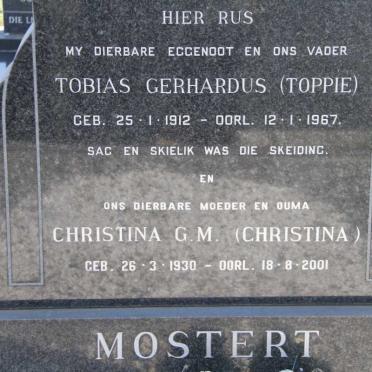 DIE
HIER RUS
MY DIERBARE EGGENOOT EN ONS VADER
TOBIAS GERHARDUS (TOPPIE)
GEB. 25·1·1912 – OORL. 12·1·1967.
SAG EN SKIELIK WAS DIE SKEIDING.
EN
ONS DIERBARE MOEDER EN OUMA
CHRISTINA G.M. (CHRISTINA)
GEB. 26·3·1930 – OORL. 18·8·2001
MOSTERT